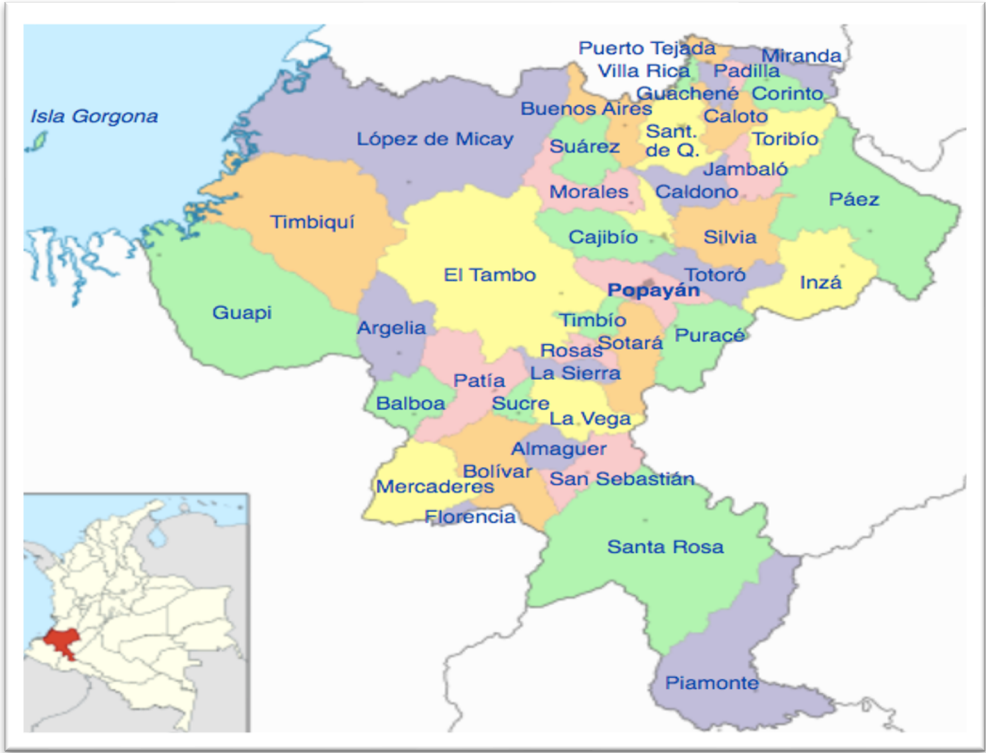 Puerto Tejada
Miranda
Villa Rica
Padilla
Guachené
Corinto
Isla Gorgona
Buenos Aires
Caloto
López de Micay
Suárez
Sant.
de Q.
Toribío
Jambaló
Morales
Caldono
Páez
Timbiquí
Cajibío
Silvia
El Tambo
Totoró
Inzá
Popayán
Guapi
Argelia
Timbío
Sotará
Puracé
Rosas
La Sierra
Patía
Balboa
Sucre
La Vega
Almaguer
Bolívar
San Sebastián
Mercaderes
Florencia
Santa Rosa
Piamonte